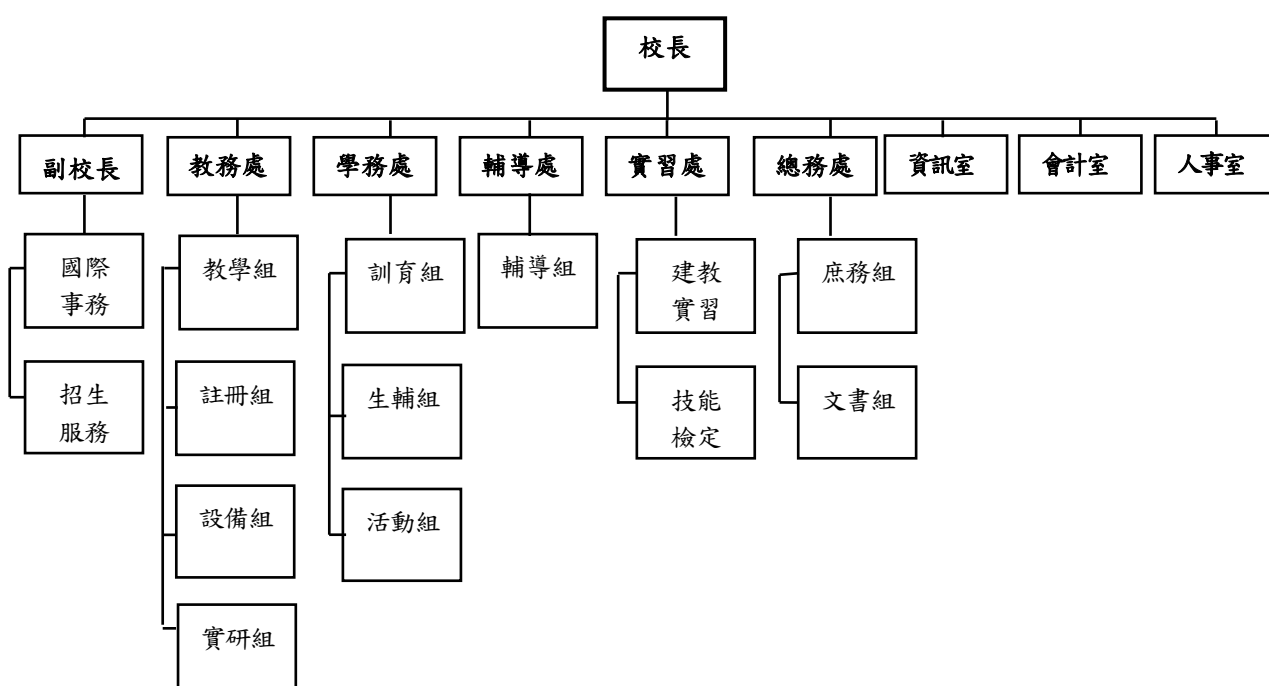 校長
副校長
教務處
學務處
輔導處
實習處
總務處
資訊室
會計室
人事室
國際
事務
教學組
訓育組
輔導組
建教
實習
庶務組
招生
服務
註冊組
生輔組
技能
檢定
文書組
設備組
活動組
實研組